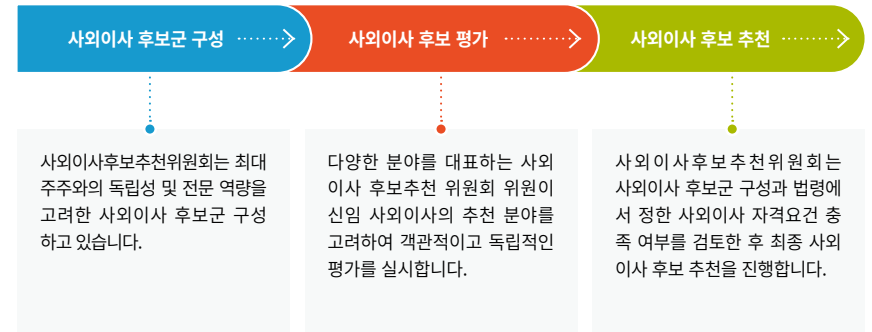 사외이사 후보군 구성
사외이사 후보 평가
사외이사 후보 추천
사외이사후보추천위원회는 최대
주주와의 독립성 및 전문 역량을
고려한 사외이사 후보군 구성
하고 있습니다.
다양한 분야를 대표하는 사외
이사 후보추천 위원회 위원이
신임 사외이사의 추천 분야를
고려하여 객관적이고 독립적인
평가를 실시합니다.
사외이사후보추천위원회는
사외이사 후보군 구성과 법령에
서 정한 사외이사 자격요건 충
족 여부를 검토한 후 최종 사외
이사 후보 추천을 진행합니다.